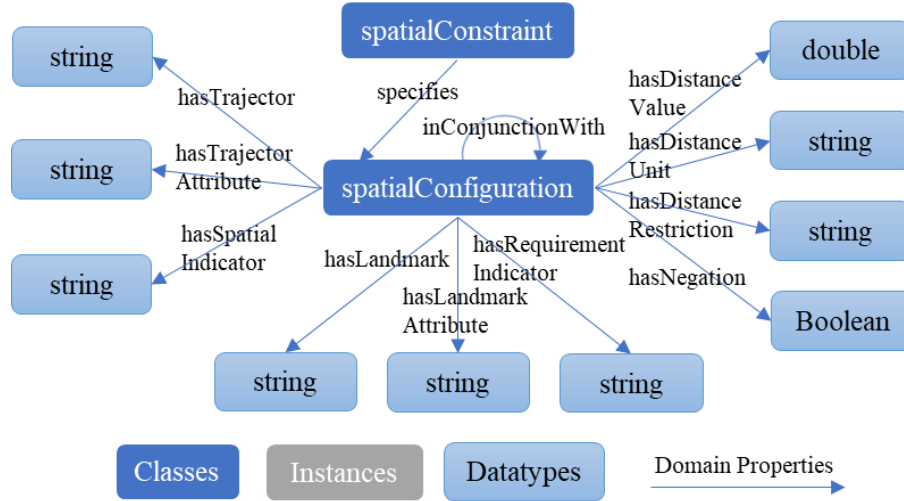 spatialConstraint
string
double
hasTrajector
specifies
hasDistance
Value
inConjunctionWith
string
hasTrajector
Attribute
spatialConfiguration
hasDistance
Unit
string
hasSpatial
Indicator
string
hasDistance
Restriction
string
hasLandmark
hasRequirement
Indicator
hasNegation
hasLandmark
Attribute
Boolean
string
string
string
Classes
Instances
Datatypes
Domain Properties